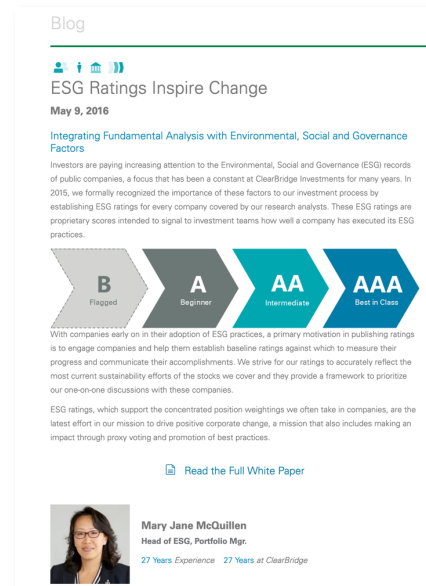 Blog
ESG Ratings Inspire Change
May 9, 2016
Integrating Fundamental Analysis with Environmental, Social and Governance
Factors
Investors are paying increasing attention to the Environmental, Social and Governance (ESG) records
of public companies, a focus that has been a constant at ClearBridge Investments for many years. In
2015, we formally recognized the importance of these factors to our investment process by
establishing ESG ratings for every company covered by our research analysts. These ESG ratings are
proprietary scores intended to signal to investment teams how well a company has executed its ESG
practices.
B
Flagged
A
Beginner
AA
Intermediate
AAA
Best in Class
With companies early on in their adoption of ESG practices, a primary motivation in publishing ratings
is to engage companies and help them establish baseline ratings against which to measure their
progress and communicate their accomplishments. We strive for our ratings to accurately reflect the
most current sustainability efforts of the stocks we cover and they provide a framework to prioritize
our one-on-one discussions with these companies.
ESG ratings, which support the concentrated position weightings we often take in companies, are the
latest effort in our mission to drive positive corporate change, a mission that also includes making an
impact through proxy voting and promotion of best practices.
Read the Full White Paper
Mary Jane McQuillen
Head of ESG, Portfolio Mgr.
27 Years Experience 27 Years at ClearBridge